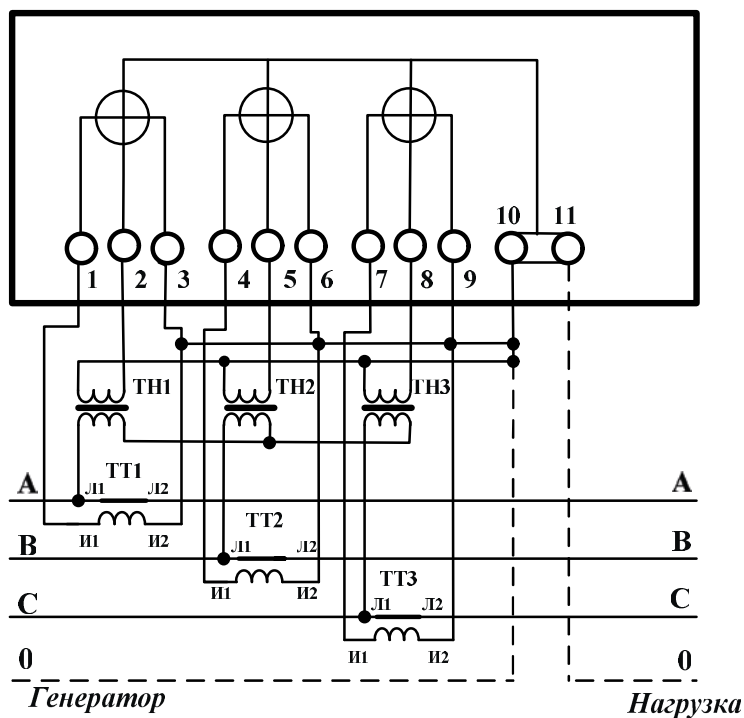 10 11
1 2 3 4 5 6 7 8 9
ТН1 ТН2 ТН3
ТТ1
А Л1 Л2 А
И1 И2
ТТ2
В Л1 Л2 В
И1 И2
ТТ3
С Л1 Л2 С
И1 И2
0 0
Генератор Нагрузка